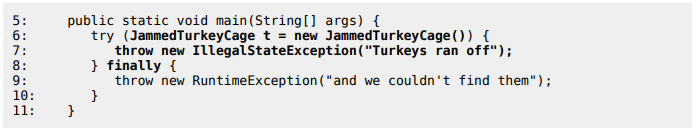 5:    public static void main(String[] args) {
6:       try (JammedTurkeyCage t = new JammedTurkeyCage()) {
7:          throw new IllegalStateException("Turkeys ran off");
8:       } finally {
9:          throw new RuntimeException("and we couldn't find them");
10:       }
11:    }